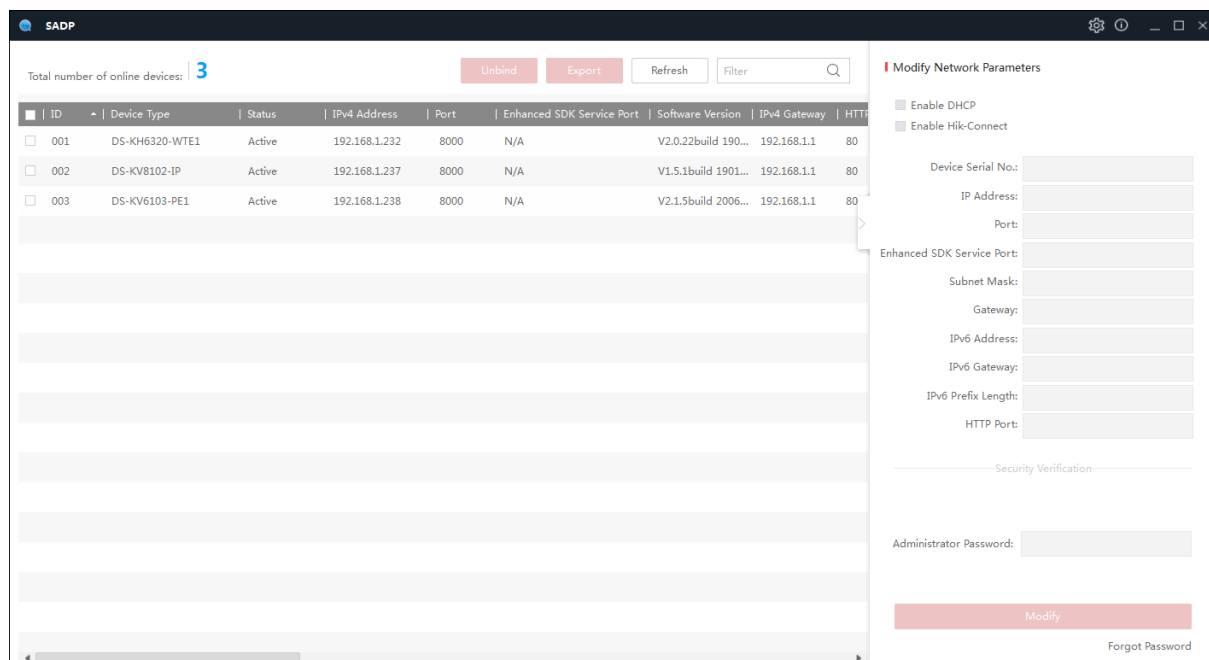 SADP
Total number of online devices: 3
Unbind Export Refresh Filter
ID Device Type Status IPv4 Address Port Enhanced SDK Service Port Software Version IPv4 Gateway HTTP
001 DS-KH6320-WTE1 Active 192.168.1.232 8000 N/A V2.0.22build 190... 192.168.1.1 80
002 DS-KV8102-IP Active 192.168.1.237 8000 N/A V1.5.1build 1901... 192.168.1.1 80
003 DS-KV6103-PE1 Active 192.168.1.238 8000 N/A V2.1.5build 2006... 192.168.1.1 80
Modify Network Parameters
Enable DHCP
Enable Hik-Connect
Device Serial No.:
IP Address:
Port:
Enhanced SDK Service Port:
Subnet Mask:
Gateway:
IPv6 Address:
IPv6 Gateway:
IPv6 Prefix Length:
HTTP Port:
Security Verification
Administrator Password:
Modify
Forgot Password